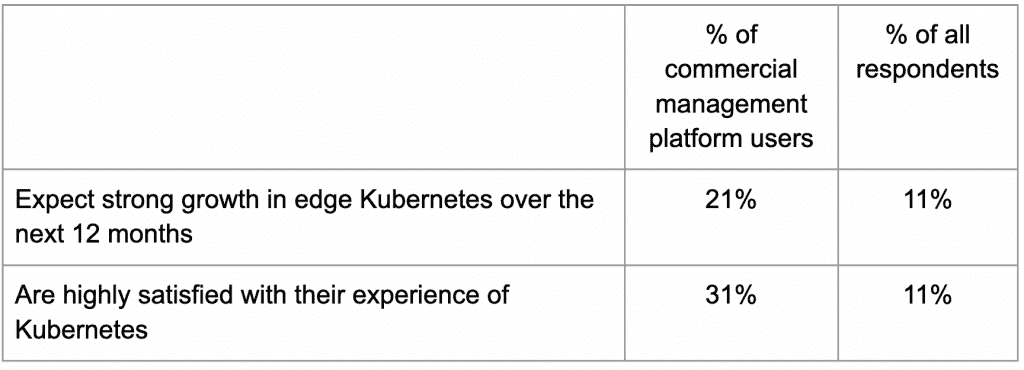 % of
commercial
management
platform users
% of all
respondents
Expect strong growth in edge Kubernetes over the
next 12 months
21%
11%
Are highly satisfied with their experience of
Kubernetes
31%
11%